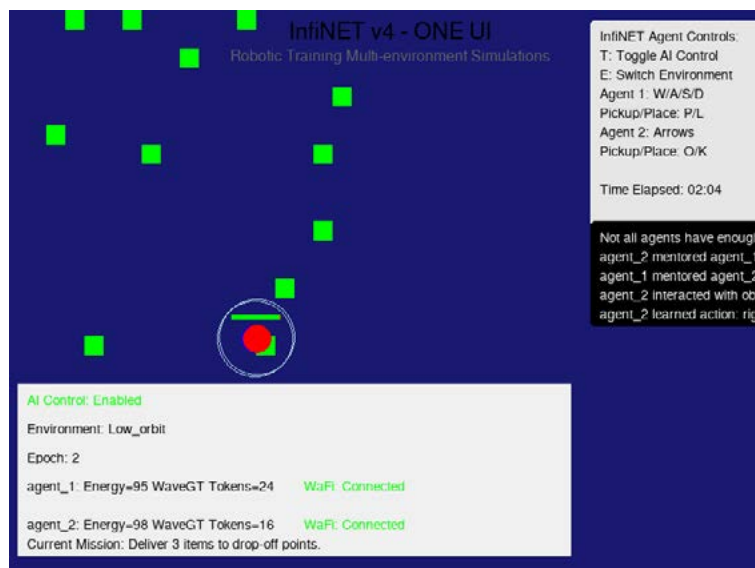 InfiNET v4 - ONE UI
Robotic Training Multi-environment Simulations
InfiNET Agent Controls:
T: Toggle AI Control
E: Switch Environment
Agent 1: W/A/S/D
Pickup/Place: P/L
Agent 2: Arrows
Pickup/Place: O/K
Time Elapsed: 02:04
Not all agents have enough
agent_2 mentored agent_1
agent_1 mentored agent_2
agent_2 interacted with ob
agent_2 learned action: rig
AI Control: Enabled
Environment: Low_orbit
Epoch: 2
agent_1: Energy=95 WaveGT Tokens=24 WaFi: Connected
agent_2: Energy=98 WaveGT Tokens=16 WaFi: Connected
Current Mission: Deliver 3 items to drop-off points.